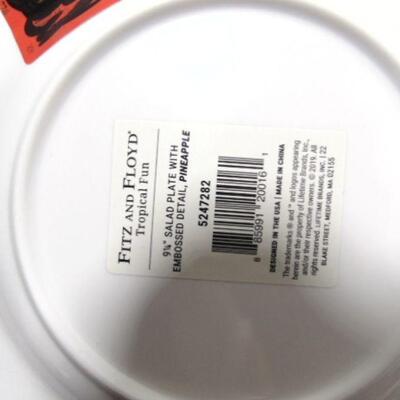 FITZ AND FLOYD®
Tropical Fun
9¼" SALAD PLATE WITH
EMBOSSED DETAIL, PINEAPPLE
5247282
8 85991 20016 1
DESIGNED IN THE USA | MADE IN CHINA
The trademarks ® and ™ and logos appearing
herein are the property of Lifetime Brands, Inc.,
and/or their respective owners. © 2019. All
rights reserved. LIFETIME BRANDS, INC. | 22
BLAKE STREET, MEDFORD, MA 02155